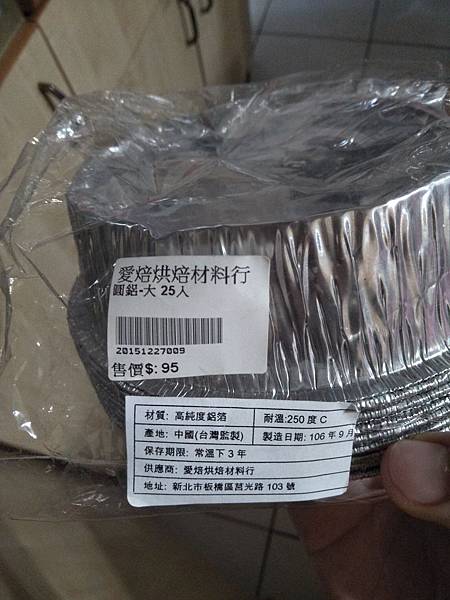 愛焙烘焙材料行
圓鋁-大 25入
20151227009
售價$: 95
材質: 高純度鋁箔 耐溫:250 度 C
產地: 中國(台灣監製) 製造日期: 106 年 9 月
保存期限: 常溫下 3 年
供應商: 愛焙烘焙材料行
地址: 新北市板橋區莒光路 103 號